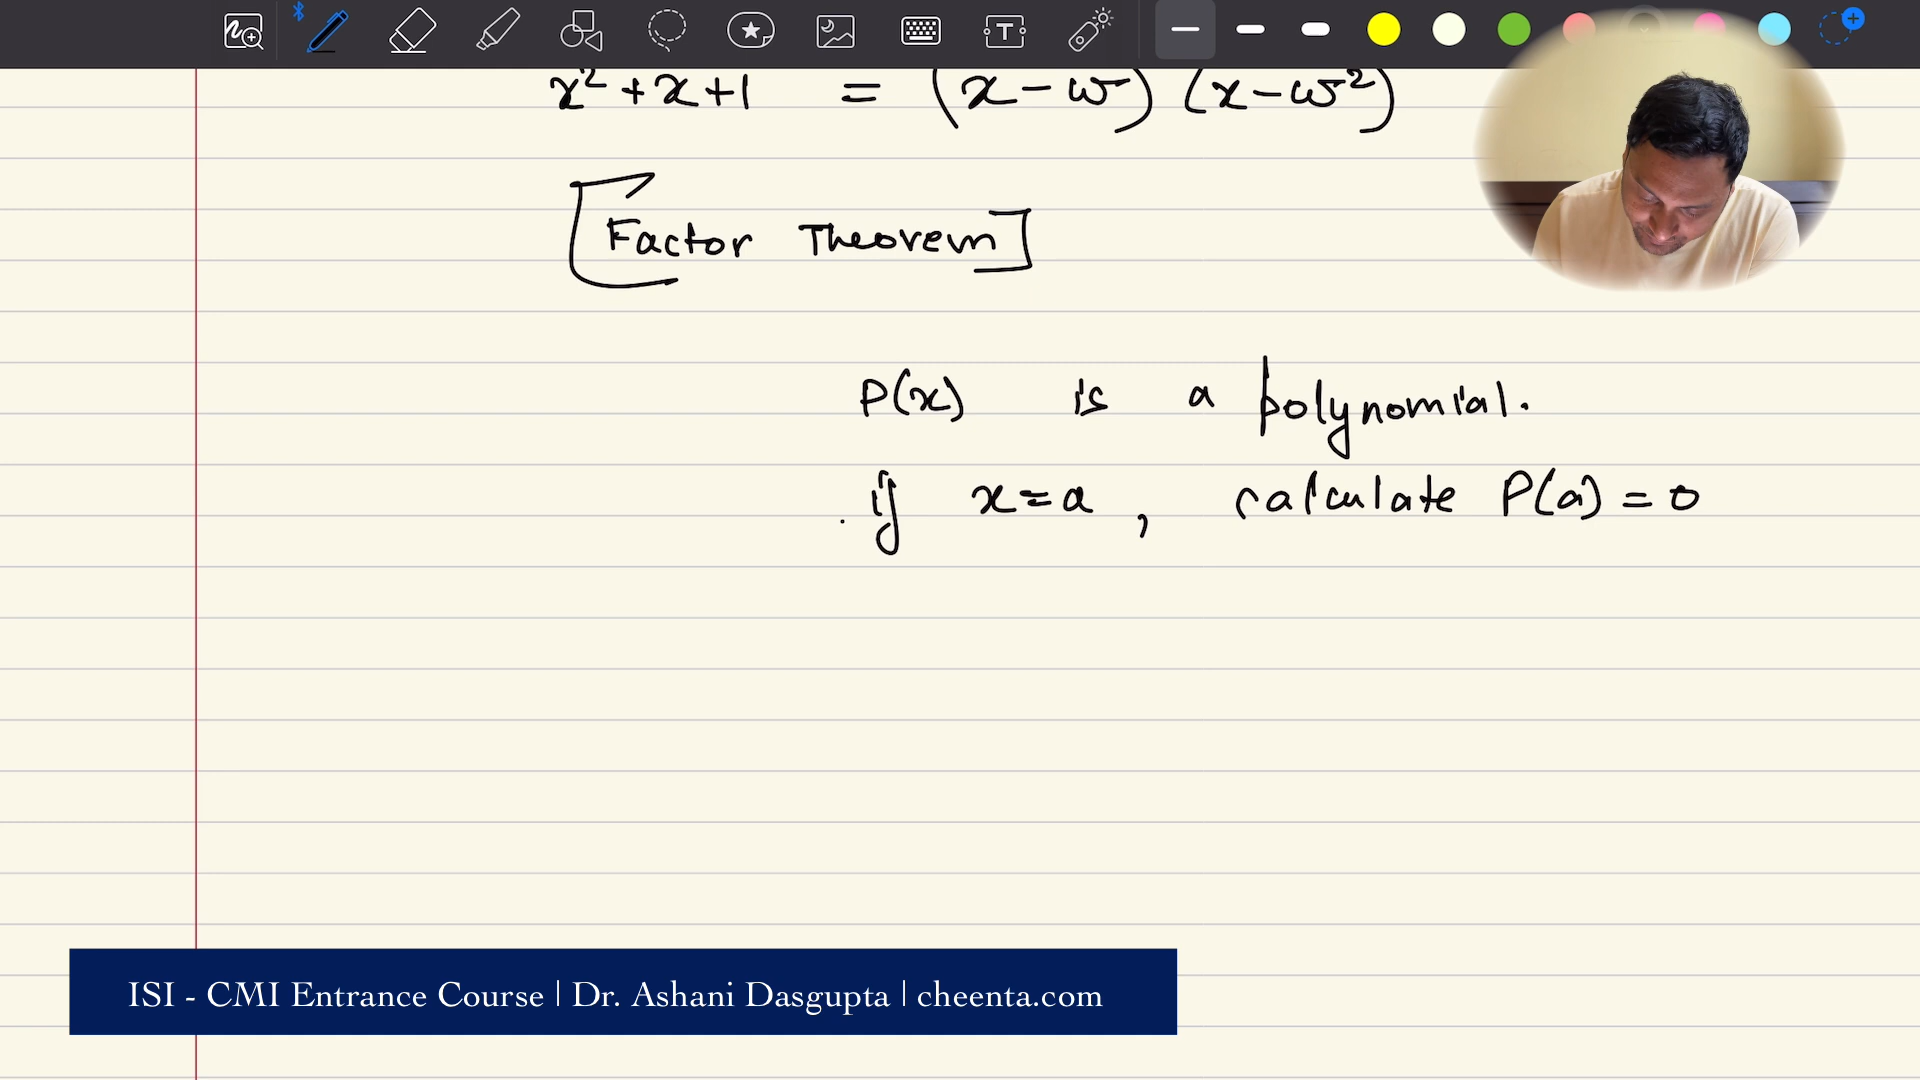 x² + x + 1 = (x - ω) (x - ω²)
[Factor Theorem]
P(x) is a polynomial.
if x = a , calculate P(a) = 0
ISI - CMI Entrance Course | Dr. Ashani Dasgupta | cheenta.com